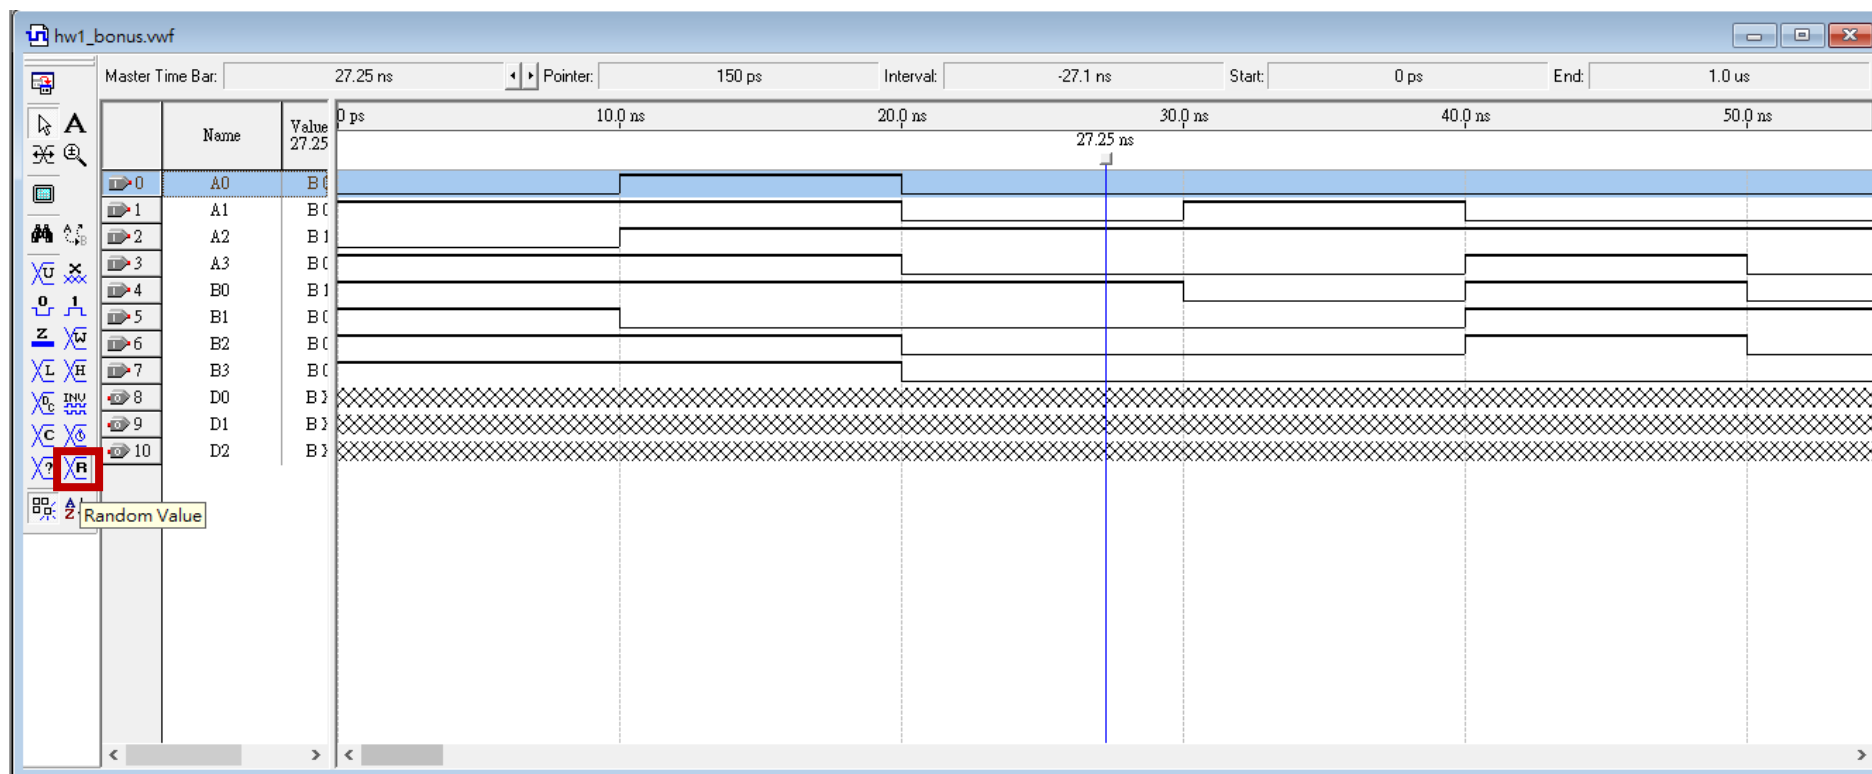 hw1_bonus.vwf
Master Time Bar: 27.25 ns Pointer: 150 ps Interval: -27.1 ns Start: 0 ps End: 1.0 us
Name Value 27.25
0 ps 10.0 ns 20.0 ns 30.0 ns 40.0 ns 50.0 ns
27.25 ns
0 A0 B 0
1 A1 B 0
2 A2 B 1
3 A3 B 0
4 B0 B 1
5 B1 B 0
6 B2 B 0
7 B3 B 0
8 D0 B X
9 D1 B X
10 D2 B X
Random Value